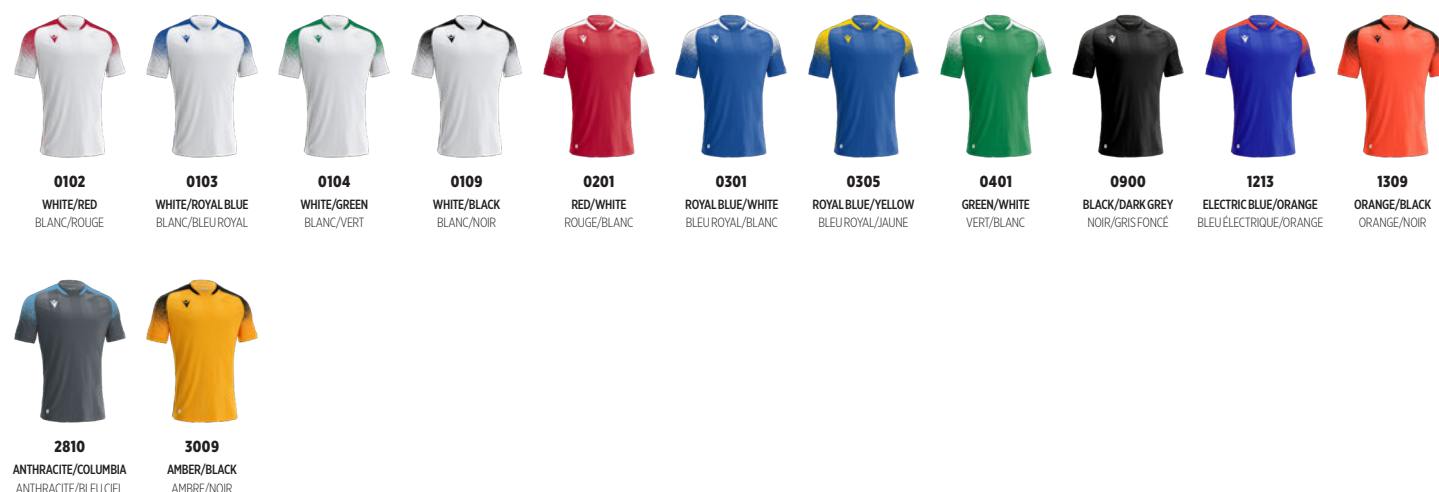 0102
WHITE/RED
BLANC/ROUGE
0103
WHITE/ROYAL BLUE
BLANC/BLEU ROYAL
0104
WHITE/GREEN
BLANC/VERT
0109
WHITE/BLACK
BLANC/NOIR
0201
RED/WHITE
ROUGE/BLANC
0301
ROYAL BLUE/WHITE
BLEU ROYAL/BLANC
0305
ROYAL BLUE/YELLOW
BLEU ROYAL/JAUNE
0401
GREEN/WHITE
VERT/BLANC
0900
BLACK/DARK GREY
NOIR/GRIS FONCÉ
1213
ELECTRIC BLUE/ORANGE
BLEU ÉLECTRIQUE/ORANGE
1309
ORANGE/BLACK
ORANGE/NOIR
2810
ANTHRACITE/COLUMBIA
ANTHRACITE/BLEU CIEL
3009
AMBER/BLACK
AMBRE/NOIR